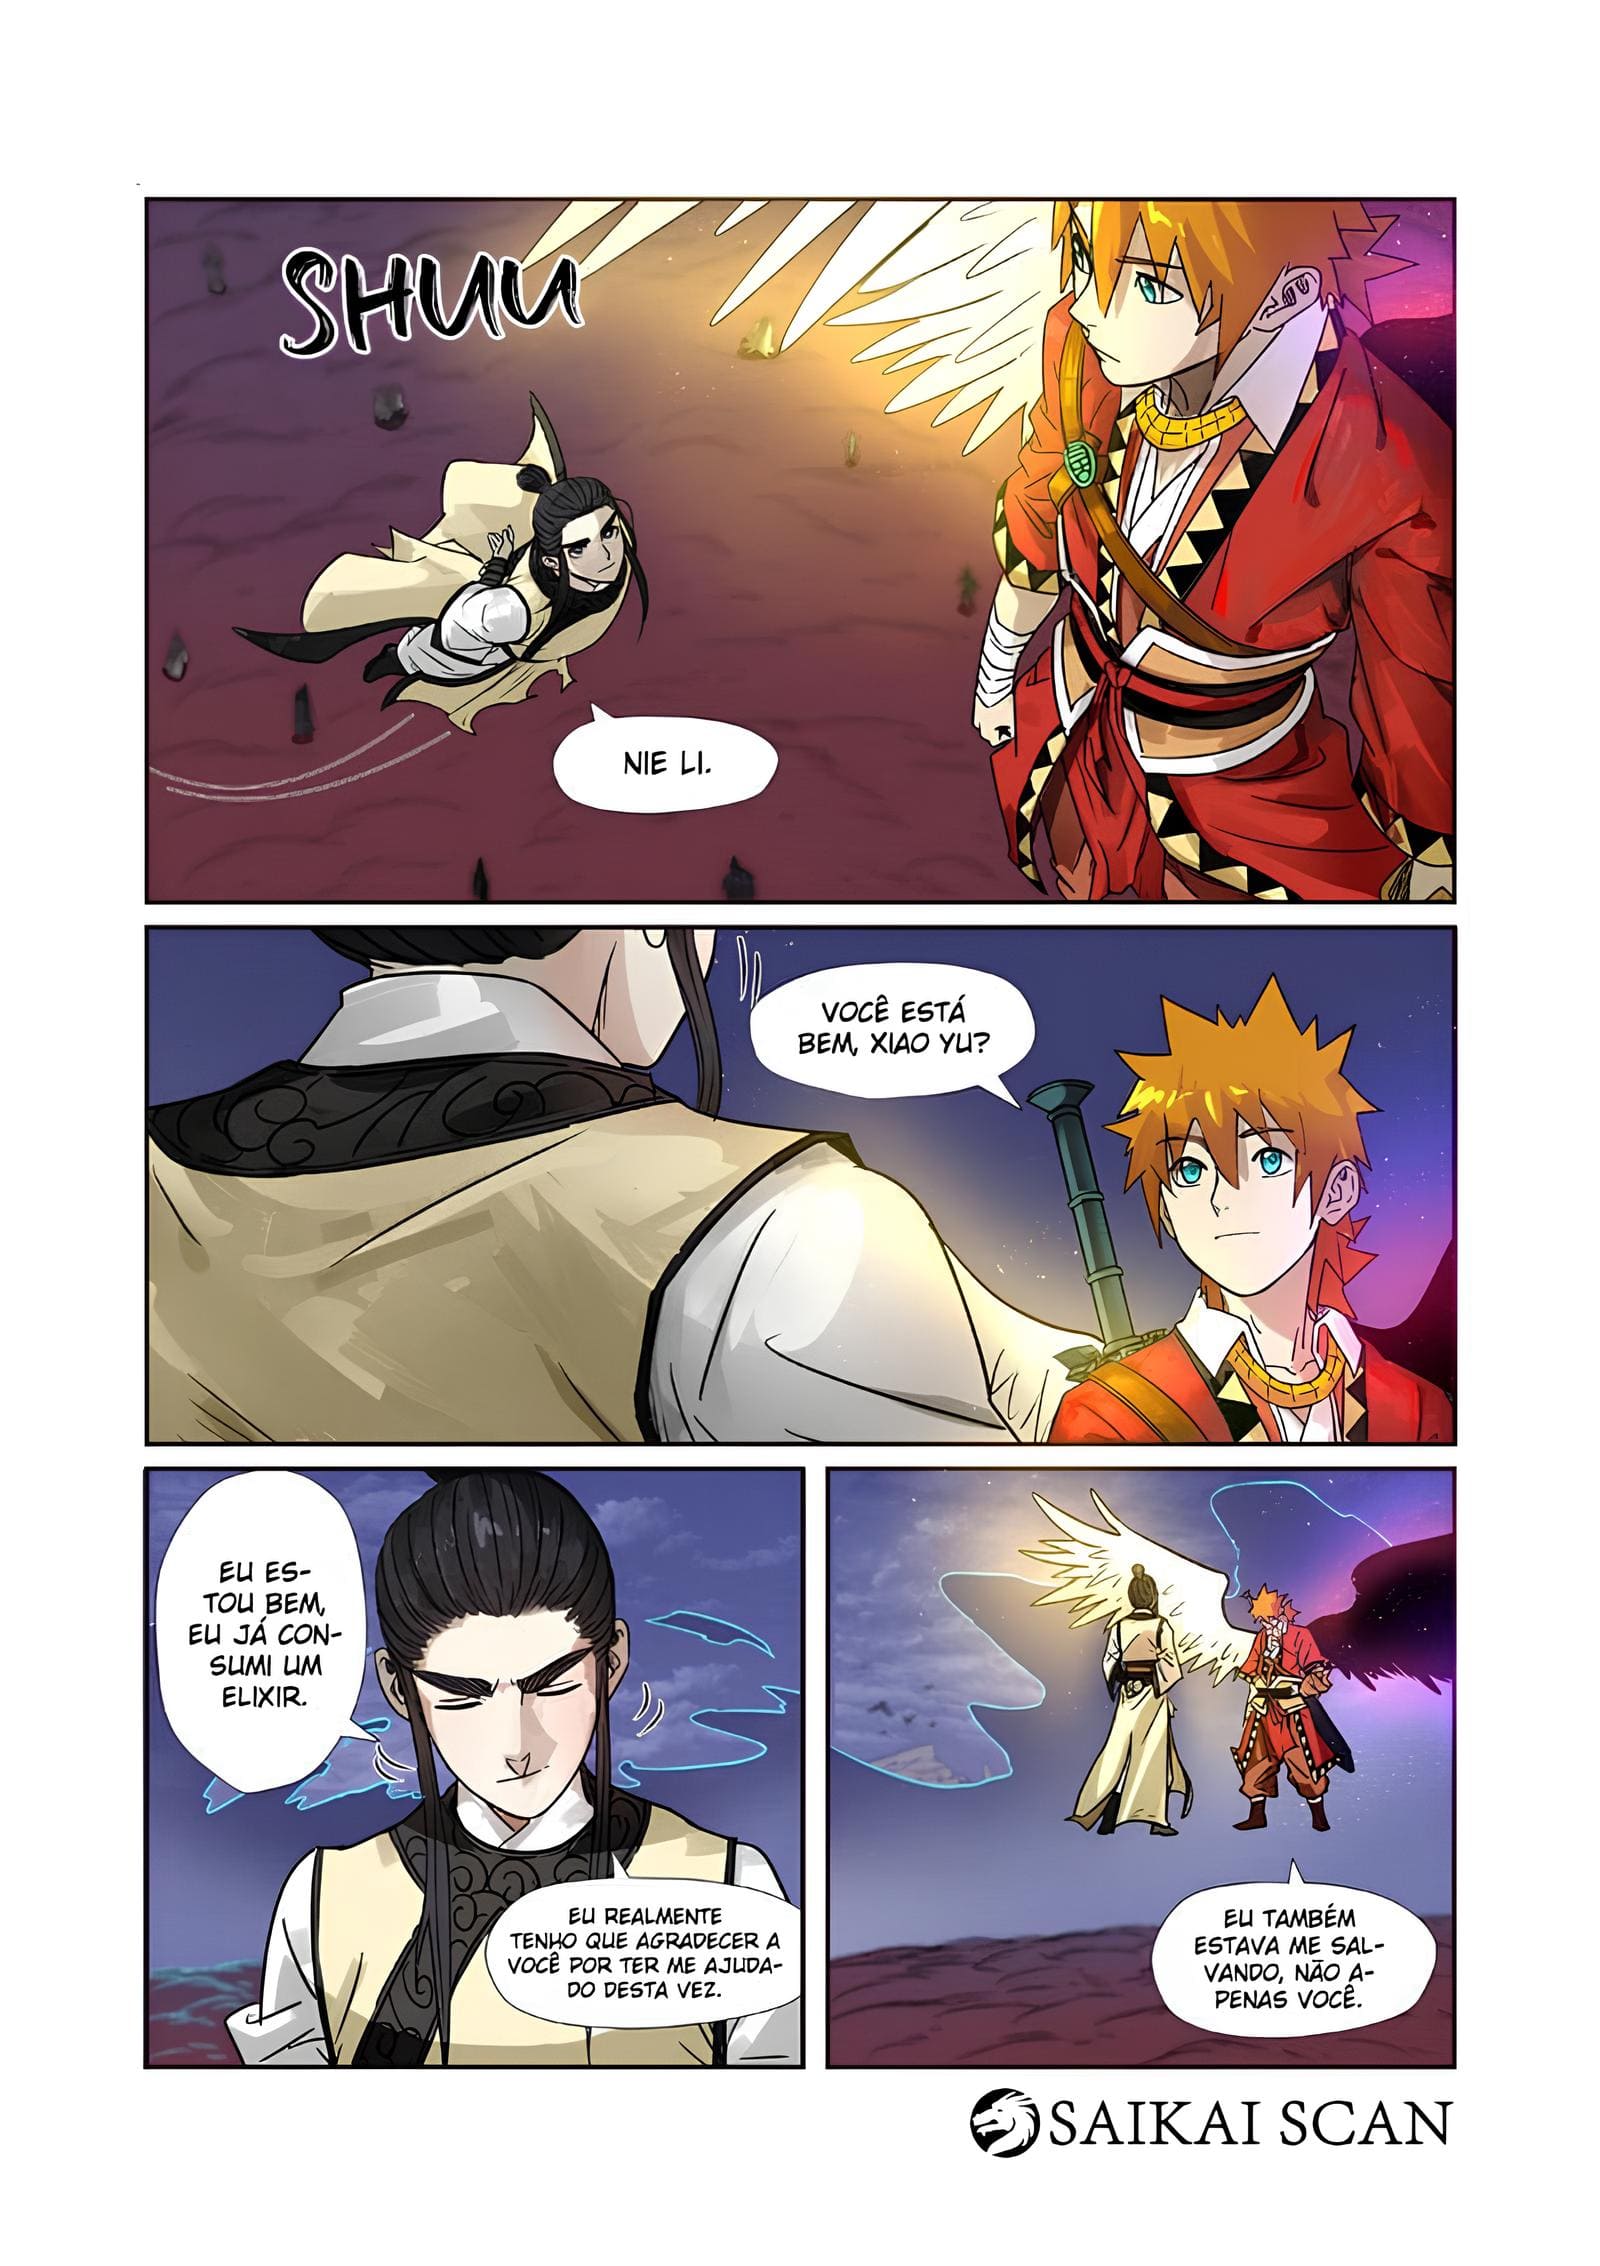 SHUU
NIE LI.
VOCÊ ESTÁ
BEM, XIAO YU?
EU ES-
TOU BEM,
EU JÁ CON-
SUMI UM
ELIXIR.
EU REALMENTE
TENHO QUE AGRADECER A
VOCÊ POR TER ME AJUDA-
DO DESTA VEZ.
EU TAMBÉM
ESTAVA ME SAL-
VANDO, NÃO A-
PENAS VOCÊ.
SAIKAI SCAN